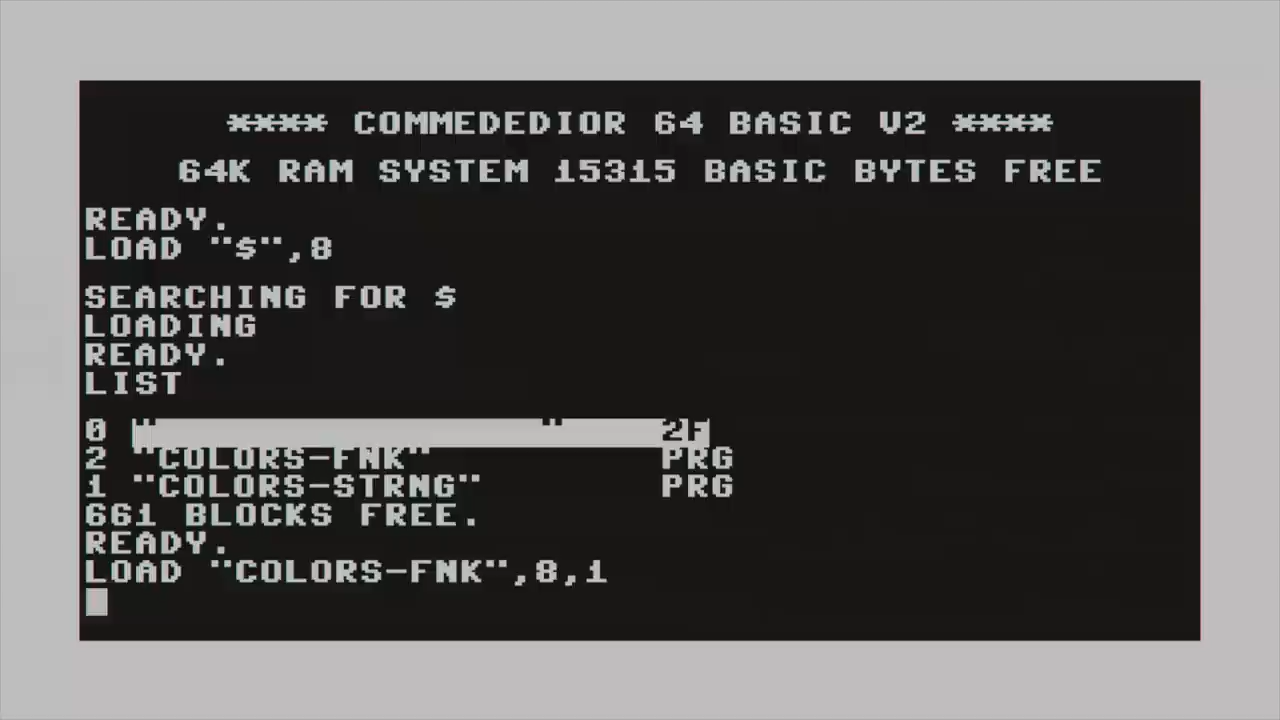 **** COMMEDEDIOR 64 BASIC V2 ****
64K RAM SYSTEM 15315 BASIC BYTES FREE
READY.
LOAD "$",8
SEARCHING FOR $
LOADING
READY.
LIST
0 "                " 2F
2 "COLORS-FNK" PRG
1 "COLORS-STRNG" PRG
661 BLOCKS FREE.
READY.
LOAD "COLORS-FNK",8,1